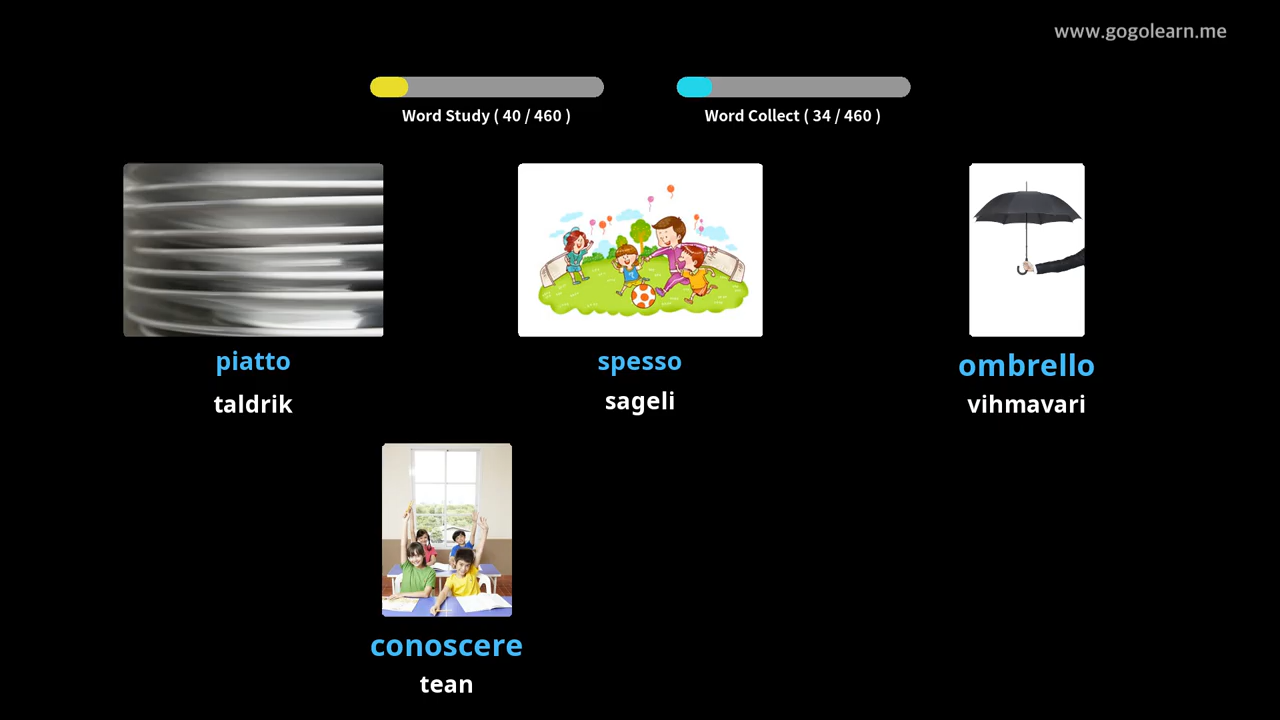 www.gogolearn.me
Word Study ( 40 / 460 )
Word Collect ( 34 / 460 )
piatto
taldrik
spesso
sageli
ombrello
vihmavari
conoscere
tean